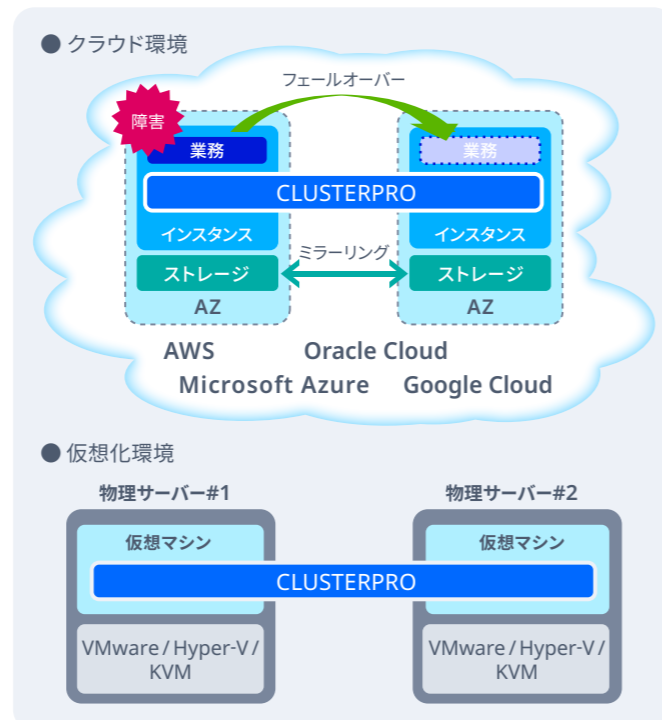 ● クラウド環境
フェールオーバー
障害
業務
業務
CLUSTERPRO
インスタンス
インスタンス
ミラーリング
ストレージ
ストレージ
AZ
AZ
AWS
Oracle Cloud
Microsoft Azure
Google Cloud
● 仮想化環境
物理サーバー#1
物理サーバー#2
仮想マシン
仮想マシン
CLUSTERPRO
VMware / Hyper-V /
KVM
VMware / Hyper-V /
KVM